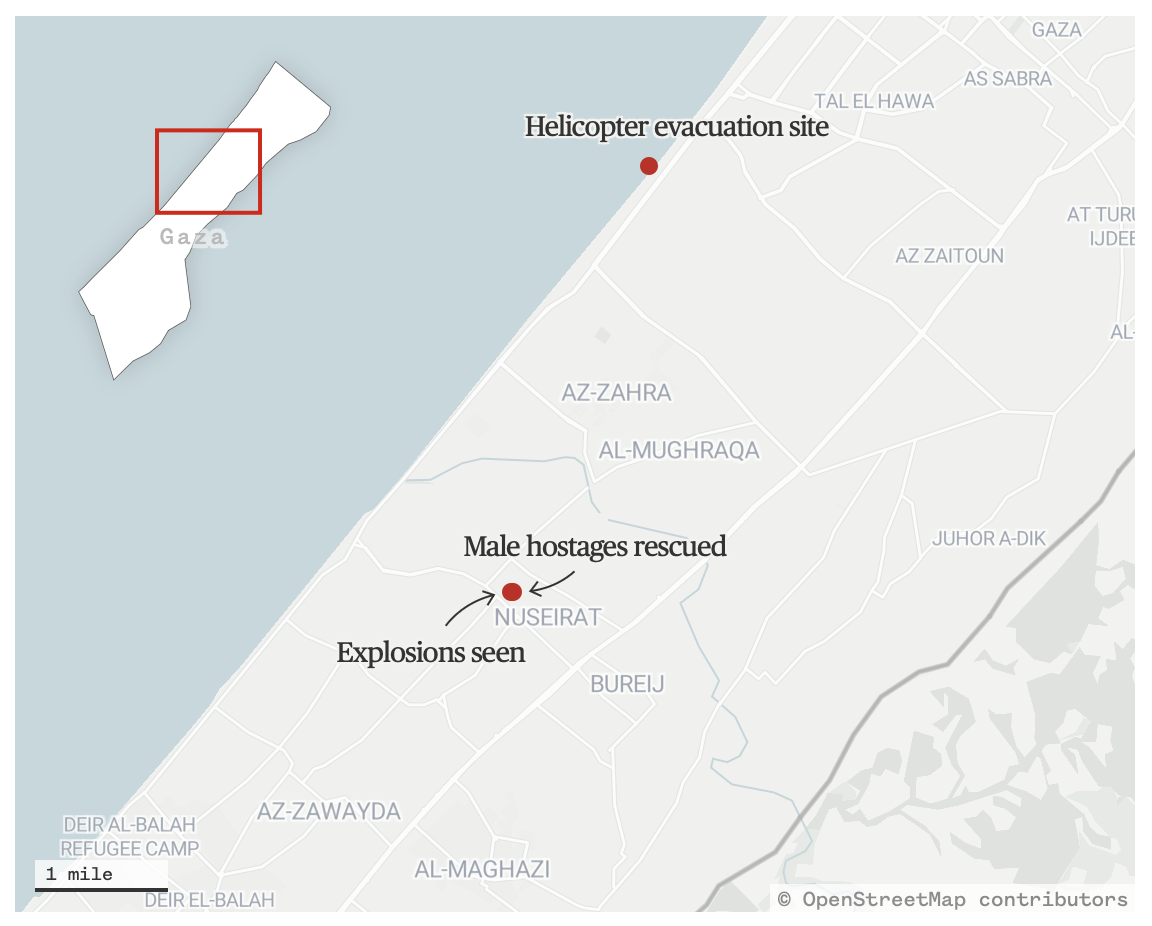 GAZA
AS SABRA
TAL EL HAWA
Helicopter evacuation site
AT TURU
IJDEE
Gaza
AZ ZAITOUN
AL-
AZ-ZAHRA
AL-MUGHRAQA
JUHOR A-DIK
Male hostages rescued
NUSEIRAT
Explosions seen
BUREIJ
AZ-ZAWAYDA
DEIR AL-BALAH
REFUGEE CAMP
AL-MAGHAZI
1 mile
DEIR EL-BALAH
© OpenStreetMap contributors